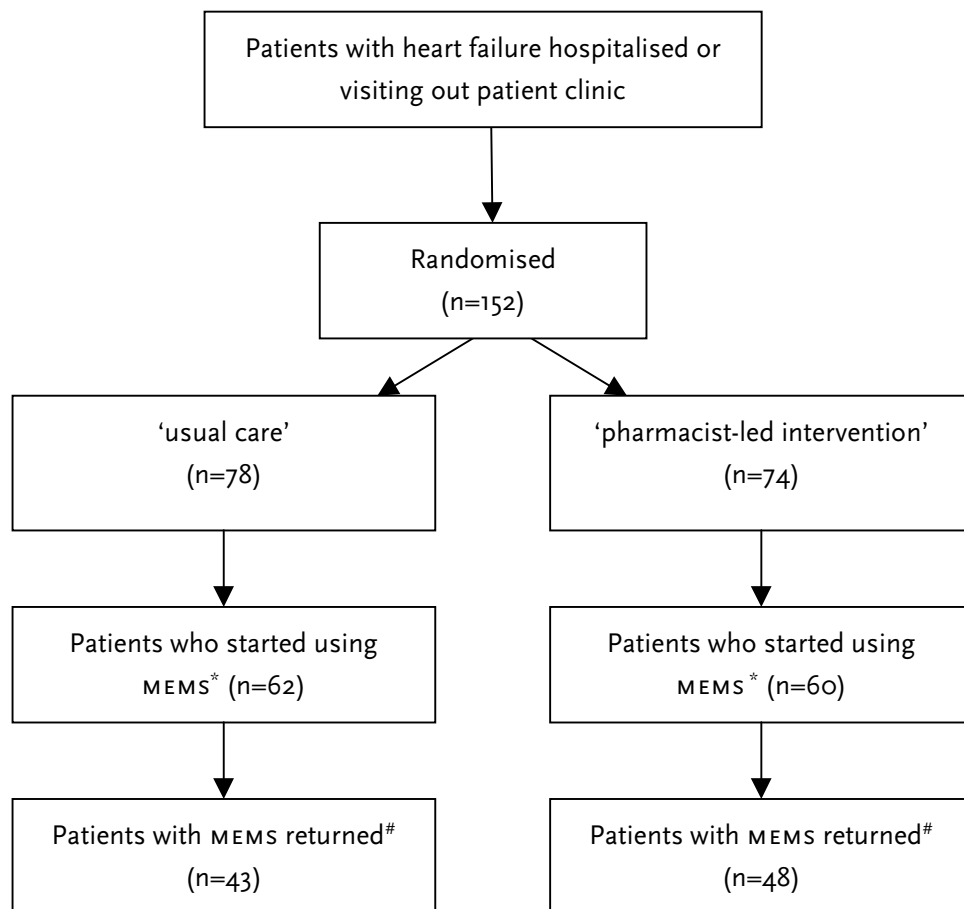 Patients with heart failure hospitalised or
visiting out patient clinic
Randomised
(n=152)
‘usual care’
(n=78)
‘pharmacist-led intervention’
(n=74)
Patients who started using
MEMS* (n=62)
Patients who started using
MEMS* (n=60)
Patients with MEMS returned#
(n=43)
Patients with MEMS returned#
(n=48)